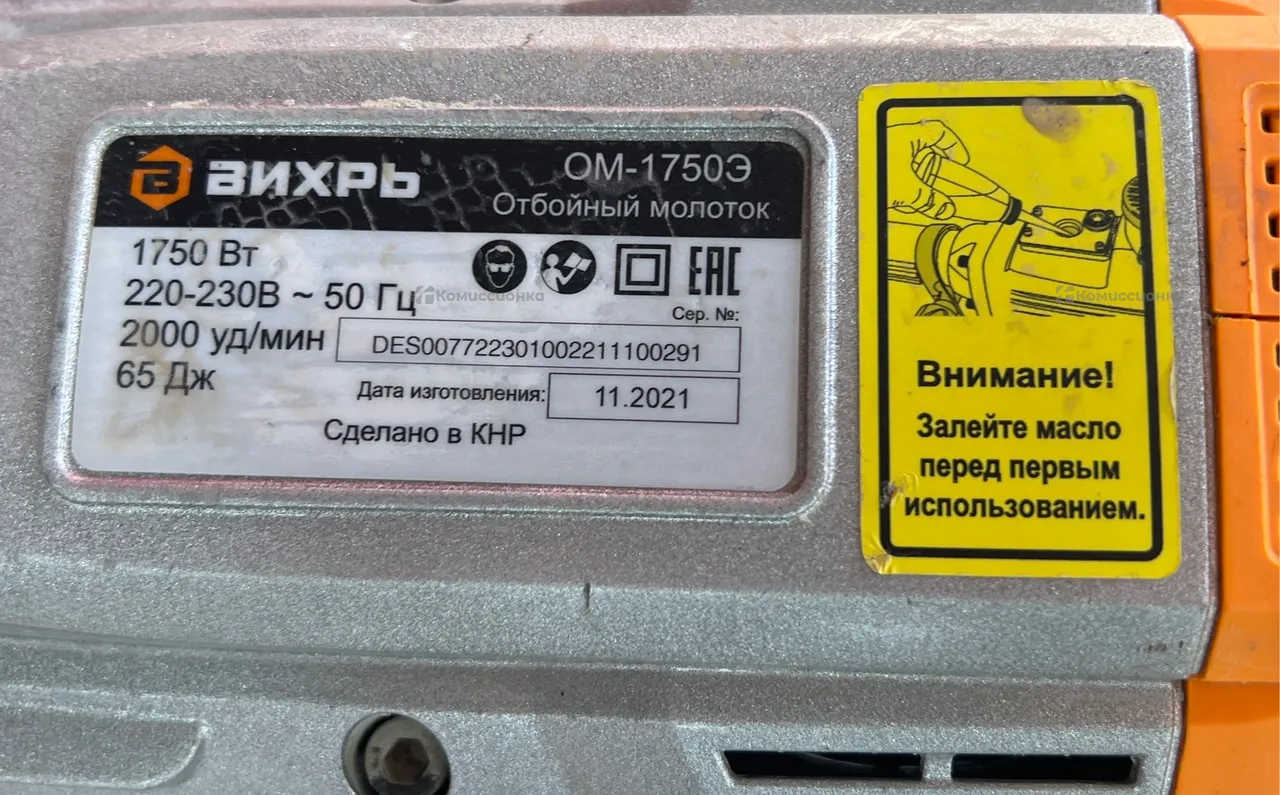 ВИХРЬ
ОМ-1750Э
Отбойный молоток
1750 Вт
220-230В ~ 50 Гц
2000 уд/мин
65 Дж
ЕАС
Сер. №:
DES007722301002211100291
Дата изготовления:
11.2021
Сделано в КНР
Комиссионка
Комиссионка
Внимание!
Залейте масло
перед первым
использованием.